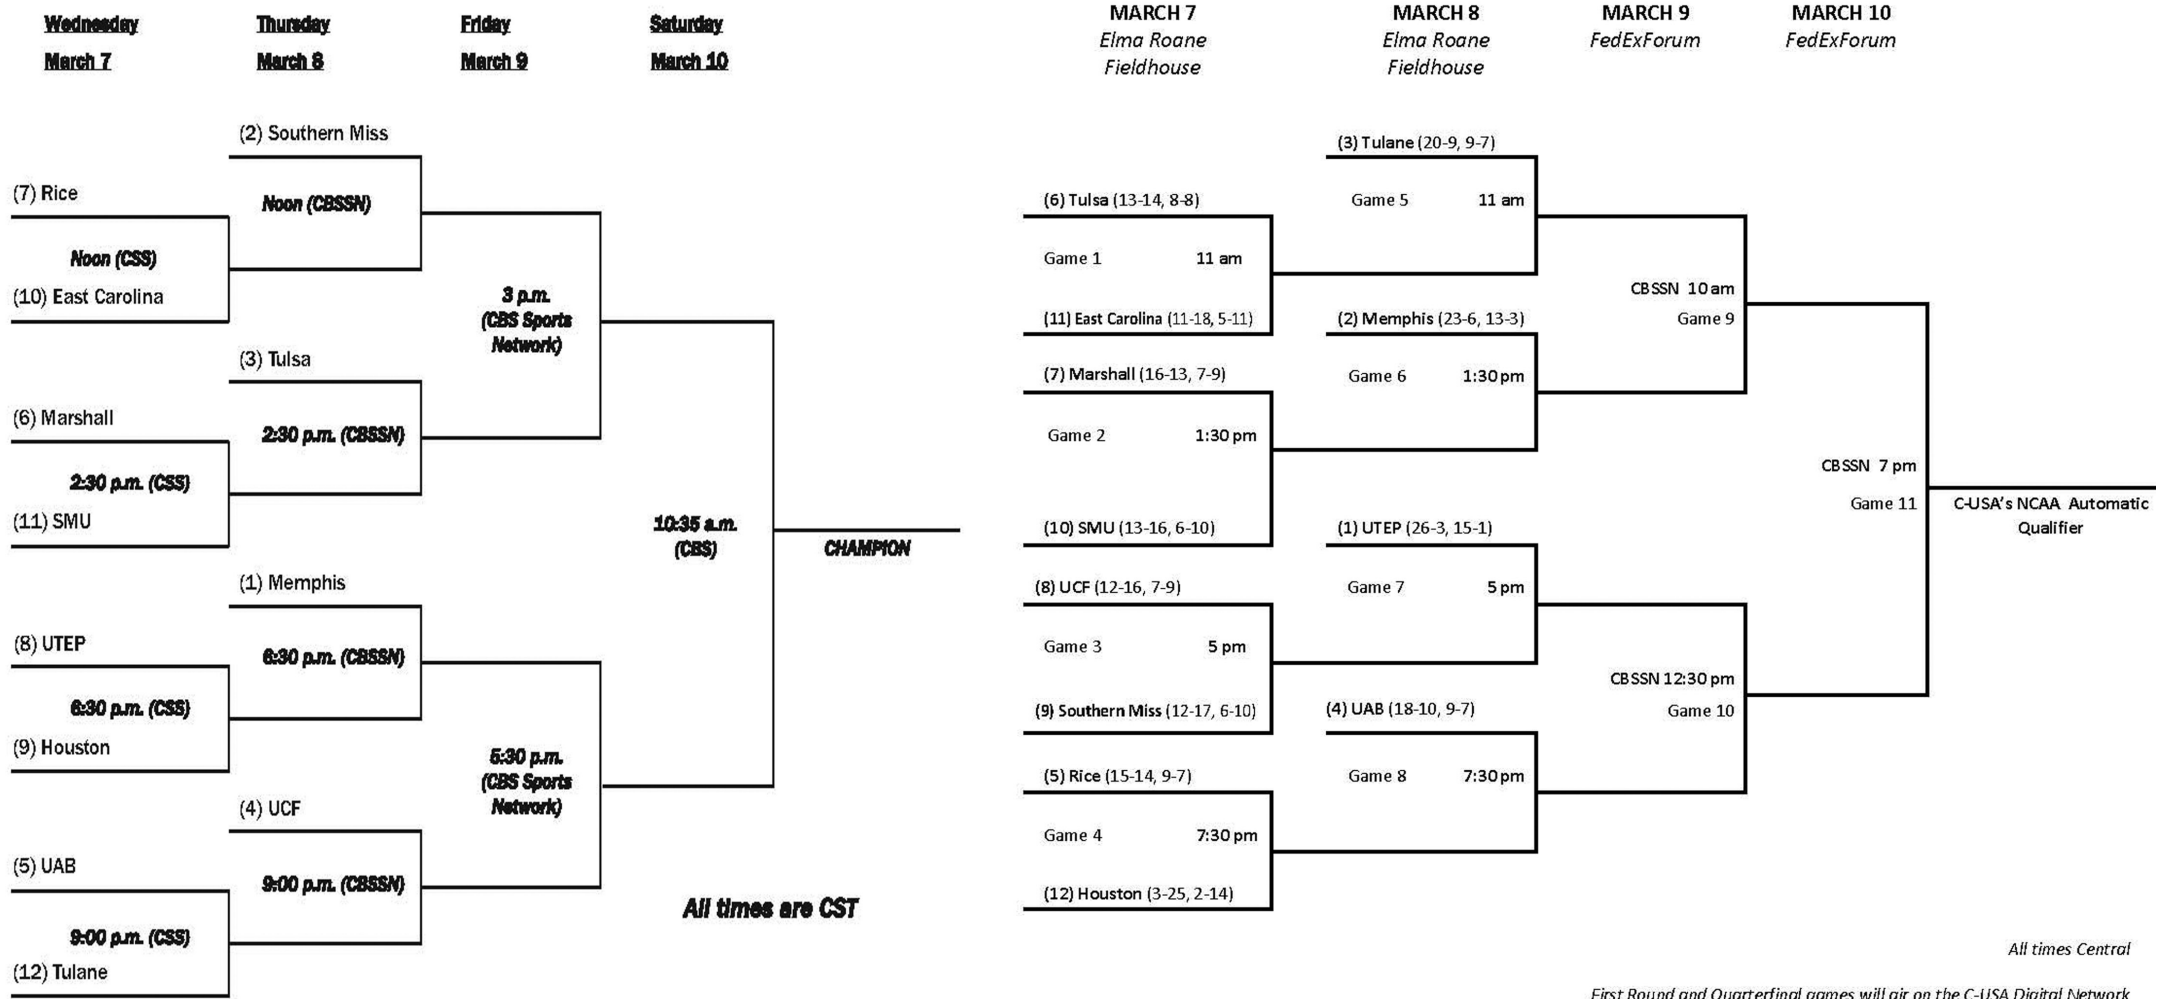 Wednesday
March 7
Thursday
March 8
Friday
March 9
Saturday
March 10
(2) Southern Miss
(7) Rice
Noon (CBSSN)
Noon (CSS)
(10) East Carolina
3 p.m.
(CBS Sports
Network)
(3) Tulsa
(6) Marshall
2:30 p.m. (CBSSN)
2:30 p.m. (CSS)
(11) SMU
10:35 a.m.
(CBS)
CHAMPION
(1) Memphis
(8) UTEP
6:30 p.m. (CBSSN)
6:30 p.m. (CSS)
(9) Houston
5:30 p.m.
(CBS Sports
Network)
(4) UCF
(5) UAB
9:00 p.m. (CBSSN)
9:00 p.m. (CSS)
(12) Tulane
All times are CST
MARCH 7
Elma Roane
Fieldhouse
MARCH 8
Elma Roane
Fieldhouse
MARCH 9
FedExForum
MARCH 10
FedExForum
(3) Tulane (20-9, 9-7)
(6) Tulsa (13-14, 8-8)
Game 5 11 am
Game 1 11 am
(11) East Carolina (11-18, 5-11)
CBSSN 10 am
Game 9
(2) Memphis (23-6, 13-3)
(7) Marshall (16-13, 7-9)
Game 6 1:30 pm
Game 2 1:30 pm
(10) SMU (13-16, 6-10)
CBSSN 7 pm
Game 11
C-USA's NCAA Automatic
Qualifier
(1) UTEP (26-3, 15-1)
(8) UCF (12-16, 7-9)
Game 7 5 pm
Game 3 5 pm
(9) Southern Miss (12-17, 6-10)
CBSSN 12:30 pm
Game 10
(4) UAB (18-10, 9-7)
(5) Rice (15-14, 9-7)
Game 8 7:30 pm
Game 4 7:30 pm
(12) Houston (3-25, 2-14)
All times Central
First Round and Quarterfinal games will air on the C-USA Digital Network